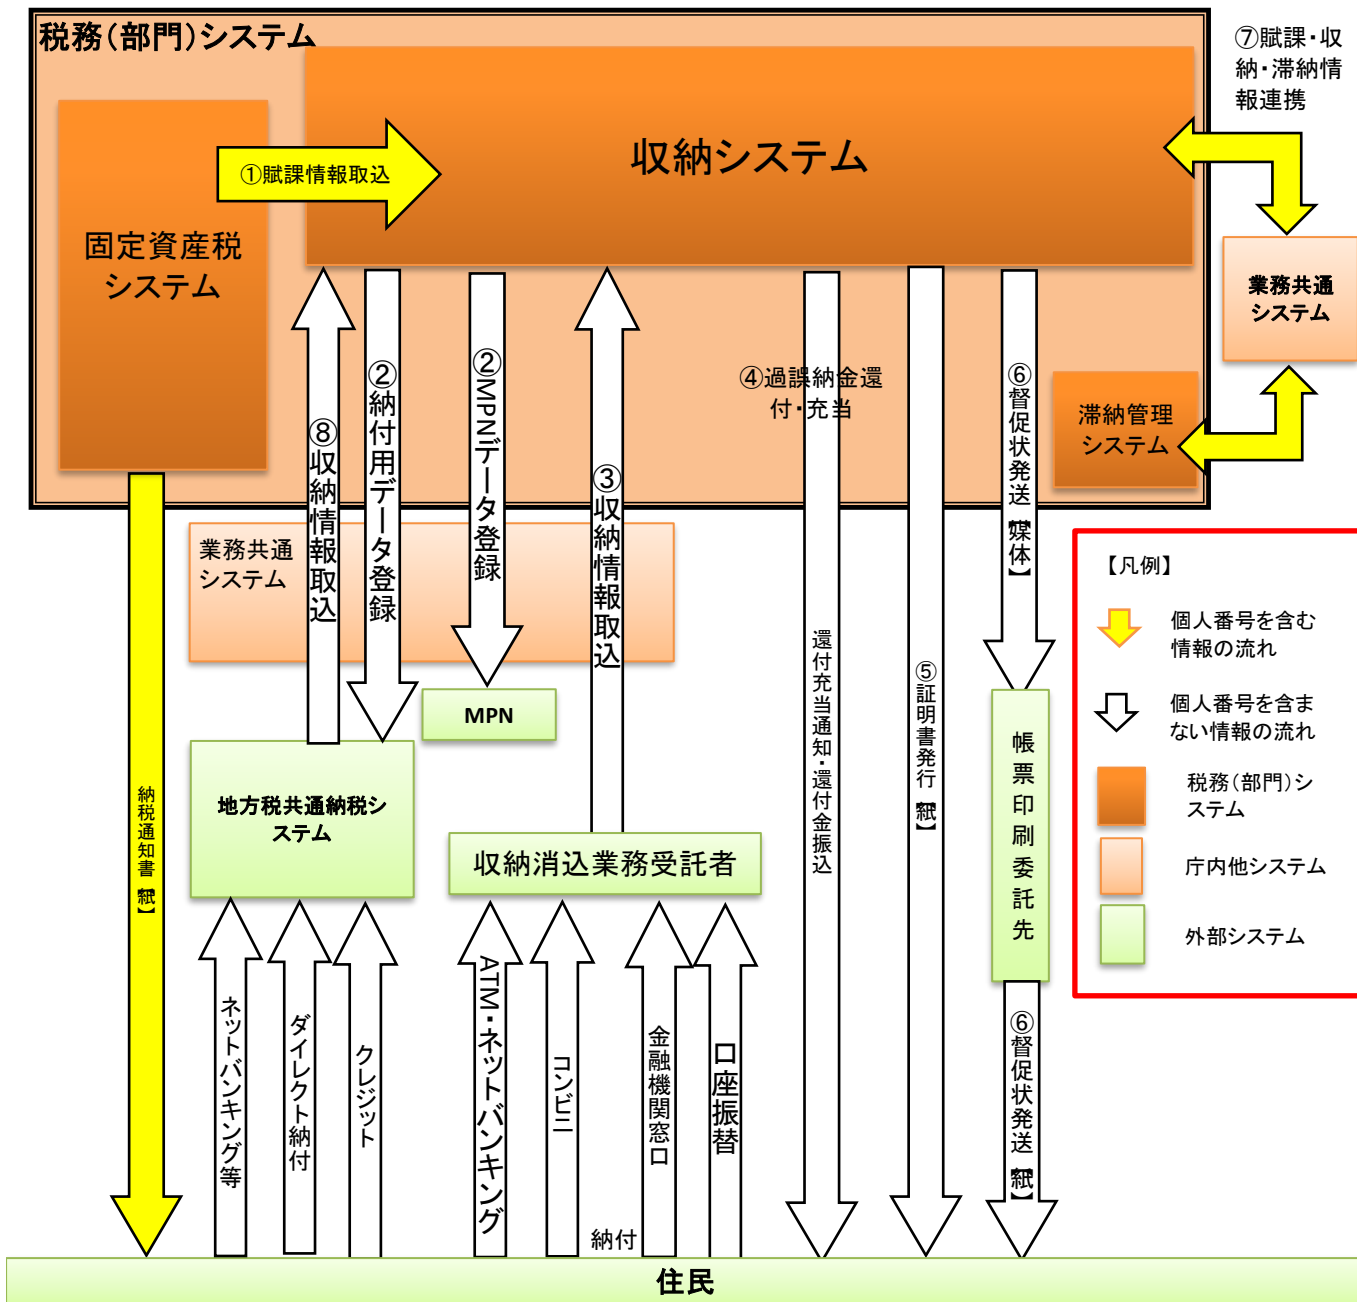 税務（部門）システム
⑦賦課・収
納・滞納情
報連携
収納システム
①賦課情報取込
固定資産税
システム
業務共通
システム
滞納管理
システム
④過誤納金還
付・充当
⑧収納情報取込
②納付用データ登録
②MPNデータ登録
③収納情報取込
⑥督促状発送【媒体】
業務共通
システム
【凡例】
個人番号を含む
情報の流れ
個人番号を含ま
ない情報の流れ
税務（部門）シ
ステム
庁内他システム
外部システム
MPN
地方税共通納税シ
ステム
収納消込業務受託者
還付充当通知・還付金振込
⑤証明書発行【紙】
帳票印刷委託先
納税通知書【紙】
ネットバンキング等
ダイレクト納付
クレジット
ATM・ネットバンキング
コンビニ
金融機関窓口
口座振替
⑥督促状発送【紙】
納付
住民